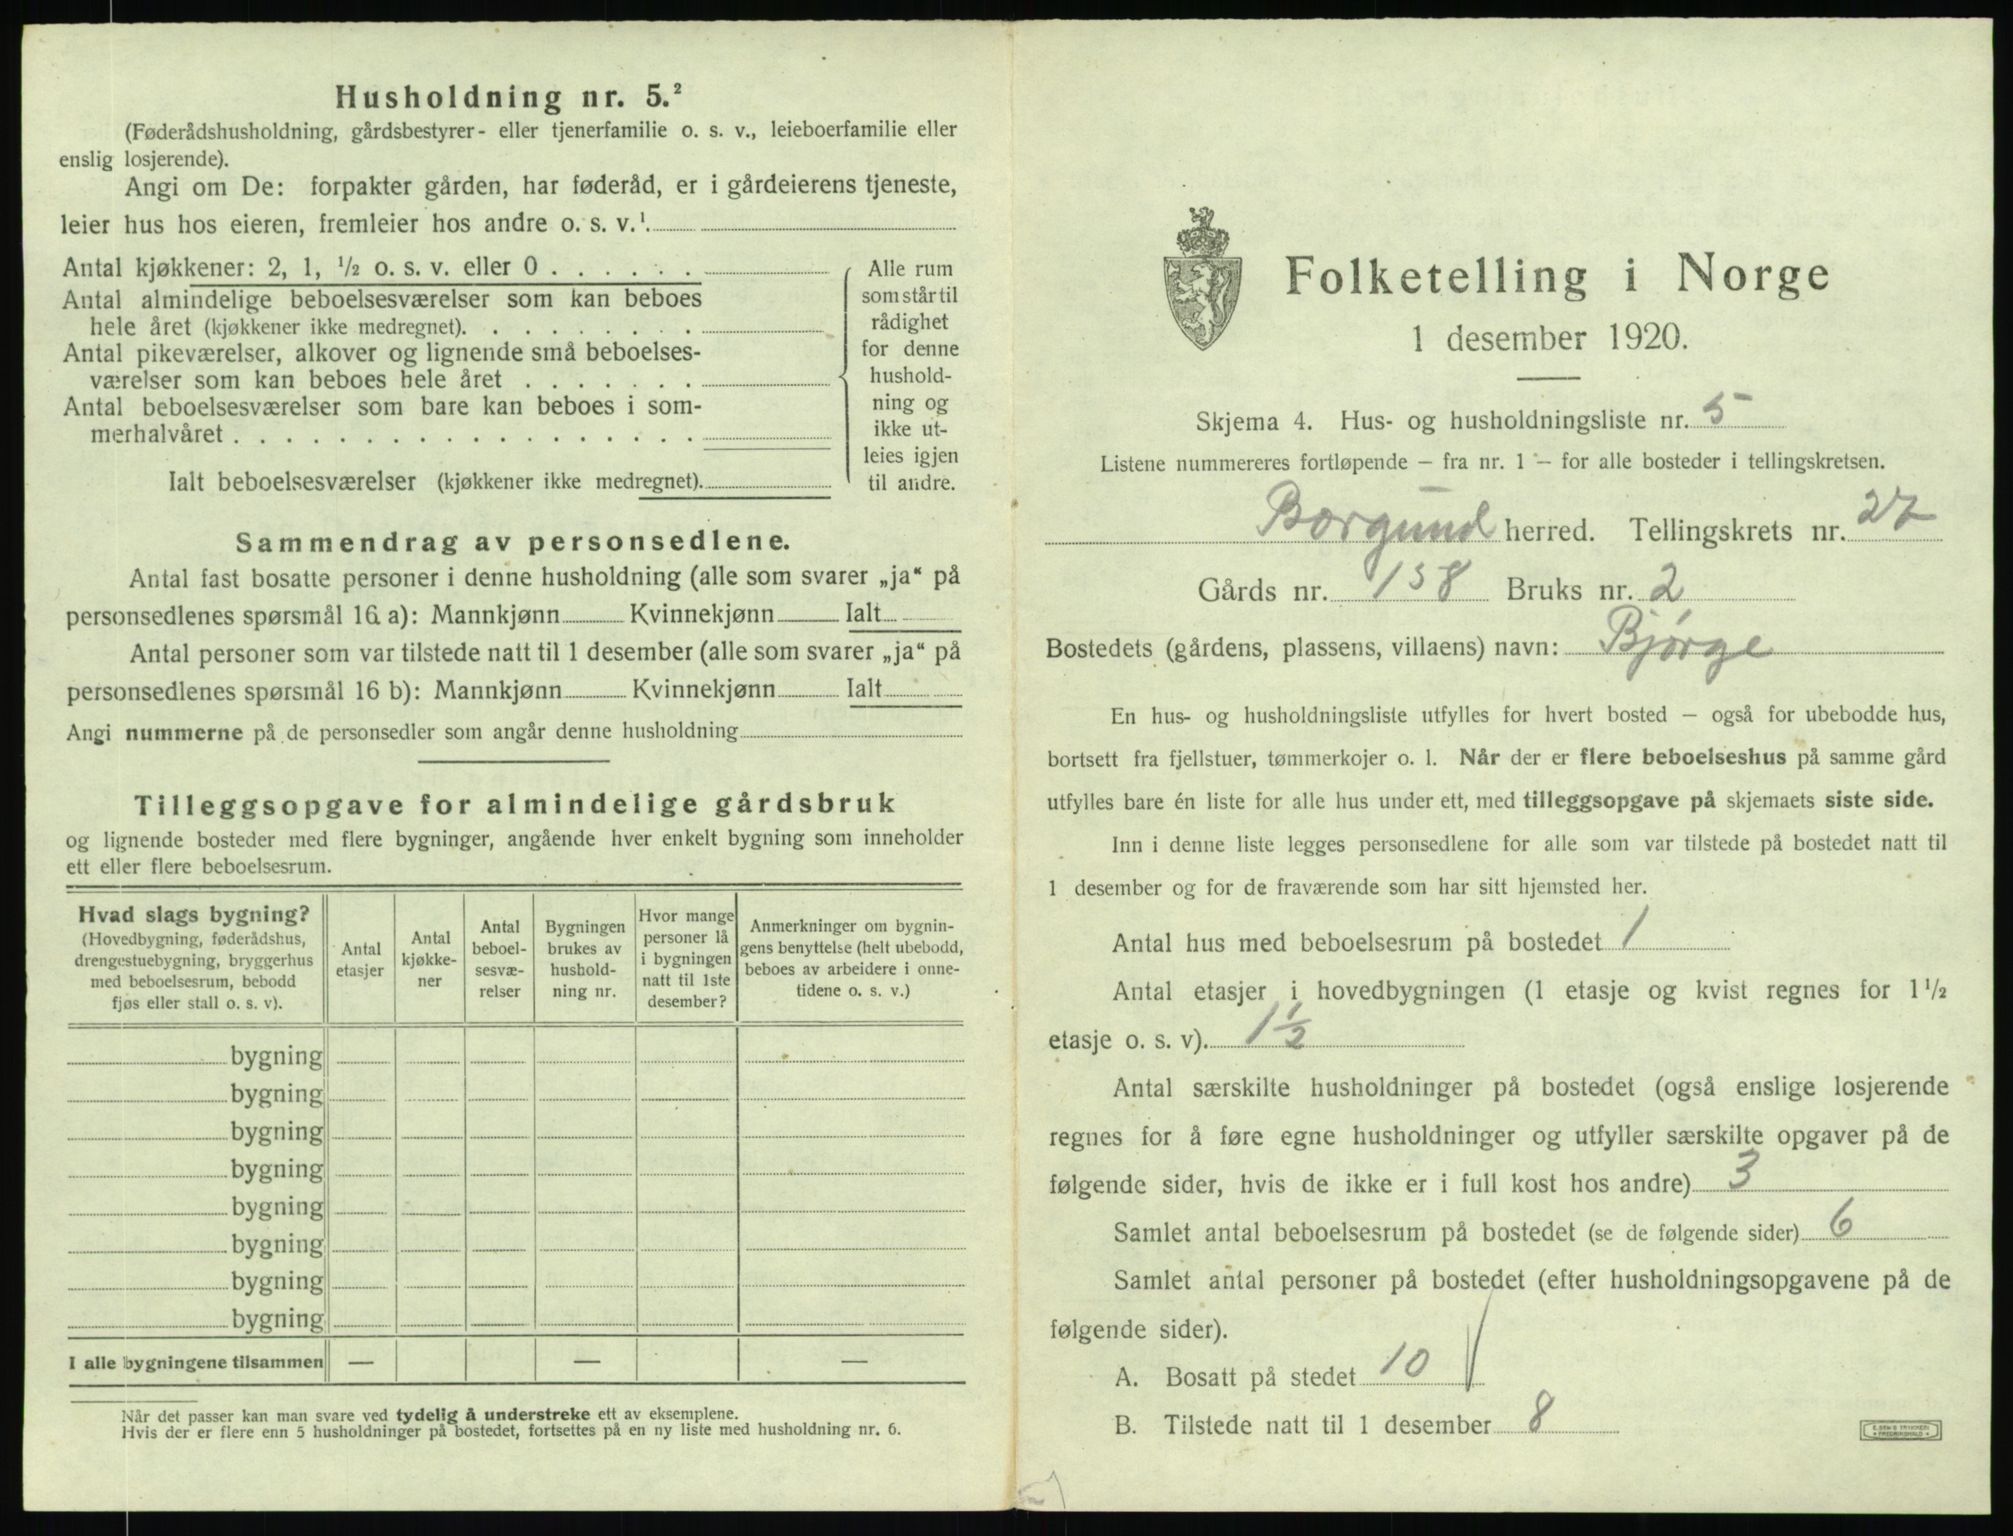 Husholdning nr. 5.²
(Føderådshusholdning, gårdsbestyrer- eller tjenerfamilie o. s. v., leieboerfamilie eller
enslig losjerende).
Angi om De: forpakter gården, har føderåd, er i gårdeierens tjeneste,
leier hus hos eieren, fremleier hos andre o. s. v.¹
Antal kjøkkener: 2, 1, ½ o. s. v. eller 0 . . . . . .
Antal almindelige beboelsesværelser som kan beboes
hele året (kjøkkener ikke medregnet). . . . . . . . . .
Antal pikeværelser, alkover og lignende små beboelses-
værelser som kan beboes hele året . . . . . . .
Antal beboelsesværelser som bare kan beboes i som-
merhalvåret . . . . . . . . . . . . . . . . . .
Ialt beboelsesværelser (kjøkkener ikke medregnet).
Alle rum
som står til
rådighet
for denne
hushold-
ning og
ikke ut-
leies igjen
til andre.
Sammendrag av personsedlene.
Antal fast bosatte personer i denne husholdning (alle som svarer „ja“ på
personsedlenes spørsmål 16 a): Mannkjønn Kvinnekjønn Ialt
Antal personer som var tilstede natt til 1 desember (alle som svarer „ja“ på
personsedlenes spørsmål 16 b): Mannkjønn Kvinnekjønn Ialt
Angi nummerne på de personsedler som angår denne husholdning
Tilleggsopgave for almindelige gårdsbruk
og lignende bosteder med flere bygninger, angående hver enkelt bygning som inneholder
ett eller flere beboelsesrum.
Hvad slags bygning?
(Hovedbygning, føderådshus,
drengestuebygning, bryggerhus
med beboelsesrum, bebodd
fjøs eller stall o. s. v).
Antal
etasjer
Antal
kjøkke-
ner
Antal
beboel-
sesvæ-
relser
Bygningen
brukes av
hushold-
ning nr.
Hvor mange
personer lå
i bygningen
natt til 1ste
desember?
Anmerkninger om bygnin-
gens benyttelse (helt ubebodd,
beboes av arbeidere i onne-
tidene o. s. v.)
bygning
bygning
bygning
bygning
bygning
bygning
bygning
bygning
I alle bygningene tilsammen — — —
Når det passer kan man svare ved tydelig å understreke ett av eksemplene.
Hvis der er flere enn 5 husholdninger på bostedet, fortsettes på en ny liste med husholdning nr. 6.
Folketelling i Norge
1 desember 1920.
Skjema 4. Hus- og husholdningsliste nr. 5
Listene nummereres fortløpende — fra nr. 1 — for alle bosteder i tellingskretsen.
Borgund herred. Tellingskrets nr. 27
Gårds nr. 158 Bruks nr. 2
Bostedets (gårdens, plassens, villaens) navn: Bjørge
En hus- og husholdningsliste utfylles for hvert bosted — også for ubebodde hus,
bortsett fra fjellstuer, tømmerkojer o. l. Når der er flere beboelseshus på samme gård
utfylles bare én liste for alle hus under ett, med tilleggsopgave på skjemaets siste side.
Inn i denne liste legges personsedlene for alle som var tilstede på bostedet natt til
1 desember og for de fraværende som har sitt hjemsted her.
Antal hus med beboelsesrum på bostedet 1
Antal etasjer i hovedbygningen (1 etasje og kvist regnes for 1 ½
etasje o. s. v). 1 ½
Antal særskilte husholdninger på bostedet (også enslige losjerende
regnes for å føre egne husholdninger og utfyller særskilte opgaver på de
følgende sider, hvis de ikke er i full kost hos andre) 3
Samlet antal beboelsesrum på bostedet (se de følgende sider) 6
Samlet antal personer på bostedet (efter husholdningsopgavene på de
følgende sider).
A. Bosatt på stedet 10
B. Tilstede natt til 1 desember 8